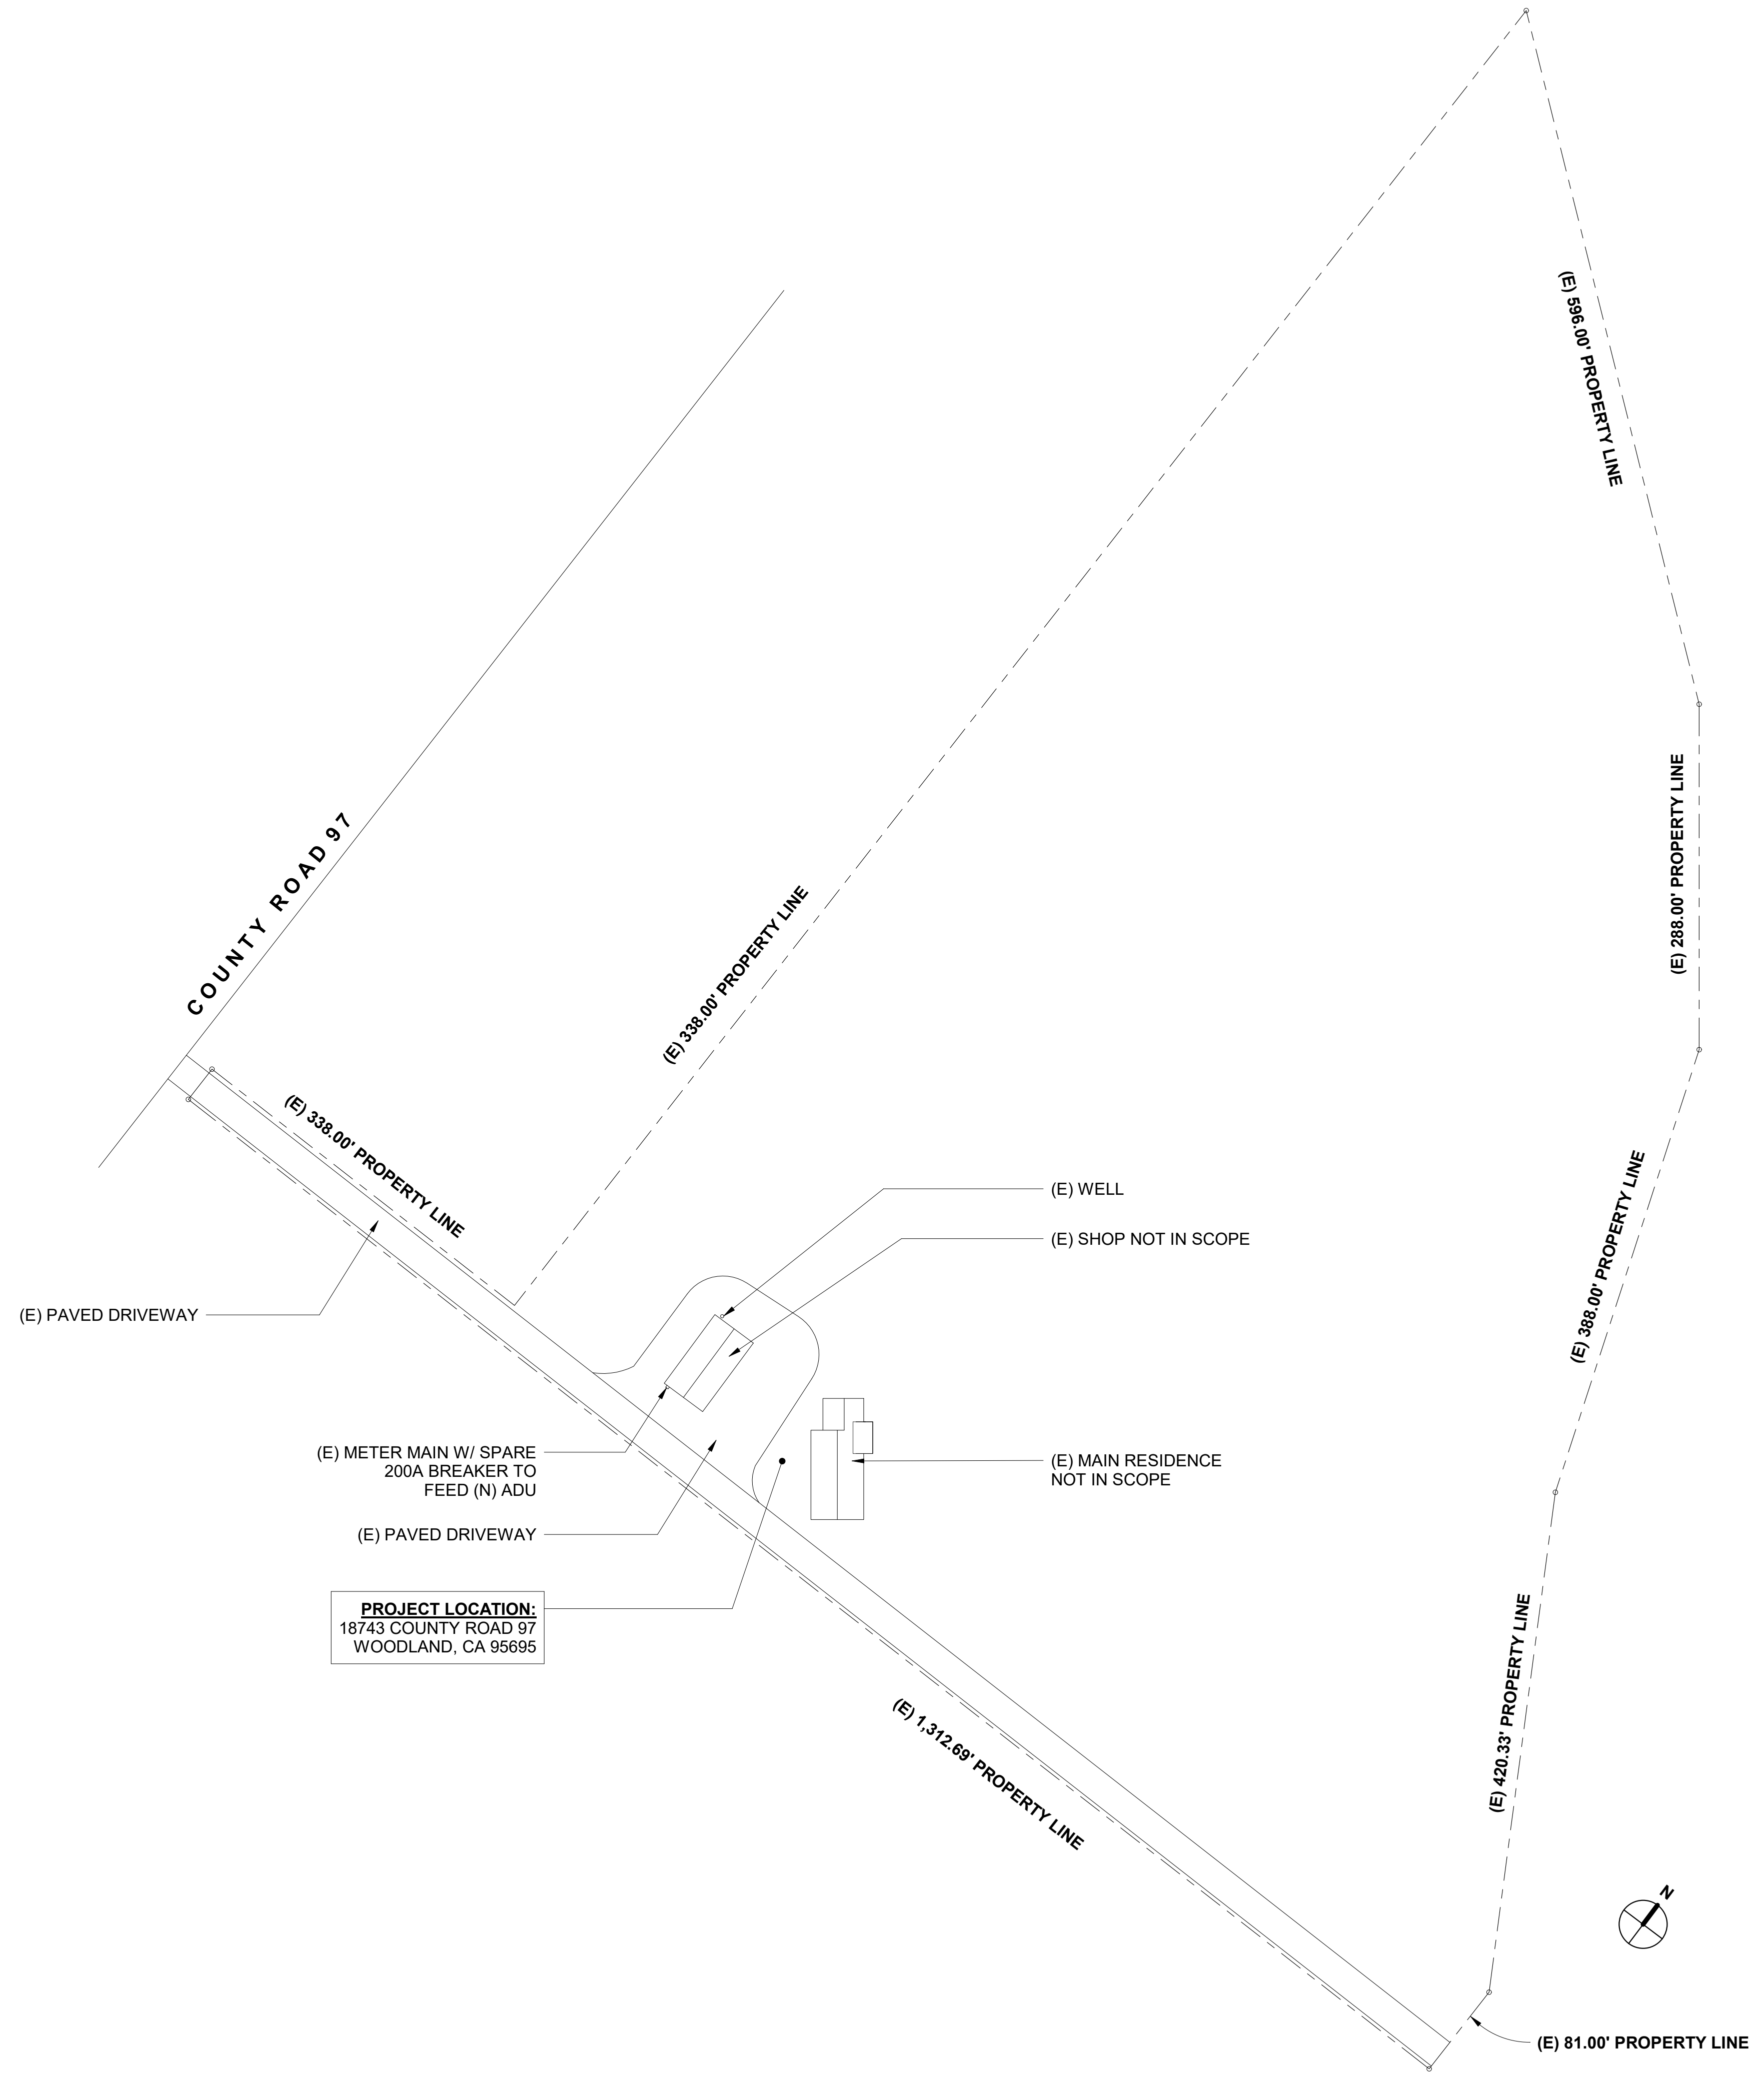 (E) 596.00' PROPERTY LINE
(E) 288.00' PROPERTY LINE
COUNTY ROAD 97
(E) 338.00' PROPERTY LINE
(E) 338.00' PROPERTY LINE
(E) WELL
(E) SHOP NOT IN SCOPE
(E) PAVED DRIVEWAY
(E) 388.00' PROPERTY LINE
(E) METER MAIN W/ SPARE
200A BREAKER TO
FEED (N) ADU
(E) MAIN RESIDENCE
NOT IN SCOPE
(E) PAVED DRIVEWAY
PROJECT LOCATION:
18743 COUNTY ROAD 97
WOODLAND, CA 95695
(E) 420.33' PROPERTY LINE
(E) 1,312.69' PROPERTY LINE
N
(E) 81.00' PROPERTY LINE